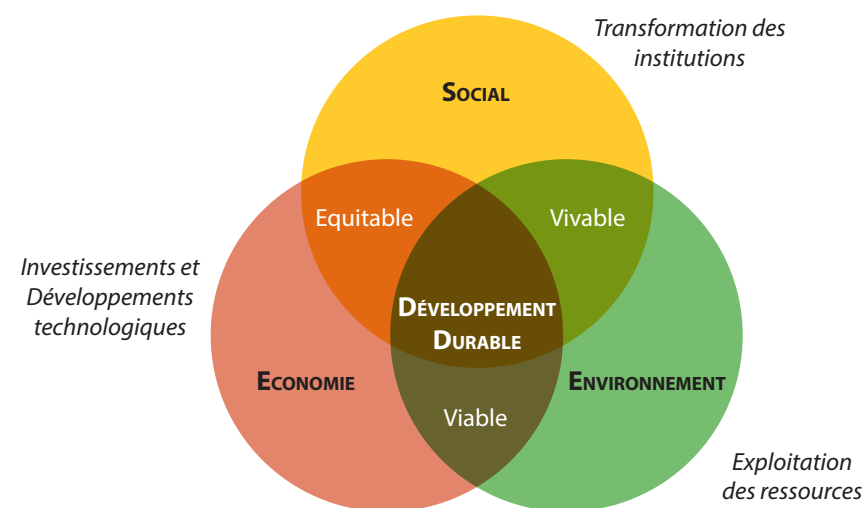 Transformation des
institutions
Social
Equitable
Vivable
Investissements et
Développements
technologiques
Développement
Durable
Economie
Environnement
Viable
Exploitation
des ressources